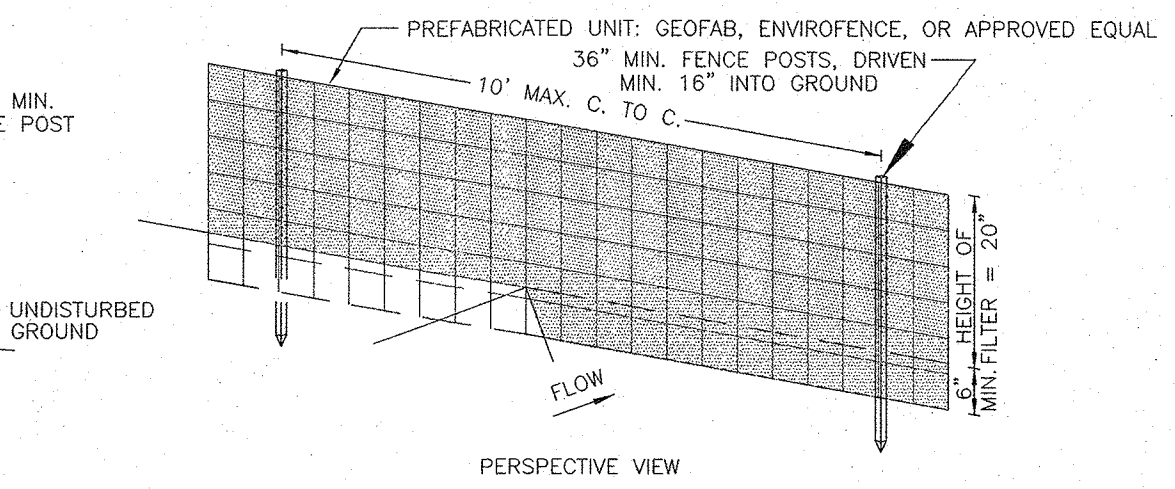 PREFABRICATED UNIT: GEOFAB, ENVIROFENCE, OR APPROVED EQUAL
36" MIN. FENCE POSTS, DRIVEN
MIN. 16" INTO GROUND
10' MAX. C. TO C.
MIN.
POST
UNDISTURBED
GROUND
HEIGHT OF
FILTER = 20"
6"
MIN.
FLOW
PERSPECTIVE VIEW